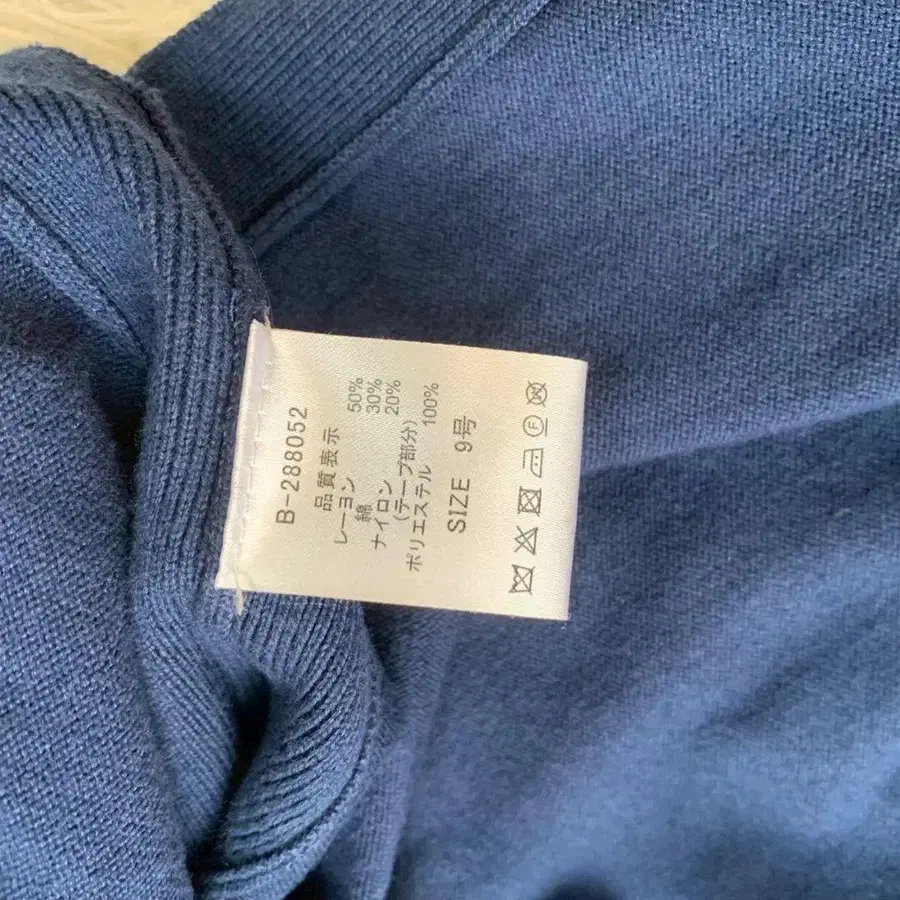 B-288052
品質表示
レーヨン 50%
綿 30%
ナイロン 20%
(テープ部分)
ポリエステル 100%
SIZE 9号
F